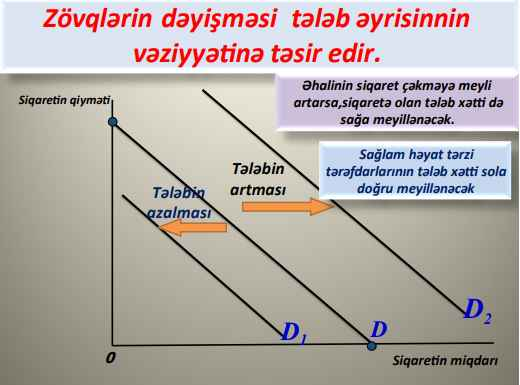 Zövqlərin dəyişməsi tələb əyrisinnin
vəziyyətinə təsir edir.
Əhalinin siqaret çəkməyə meyli
artarsa,siqaretə olan tələb xətti də
sağa meyillənəcək.
Siqaretin qiyməti
Sağlam həyat tərzi
tərəfdarlarının tələb xətti sola
doğru meyillənəcək
Tələbin
artması
Tələbin
azalması
D1
D
D2
0
Siqaretin miqdarı